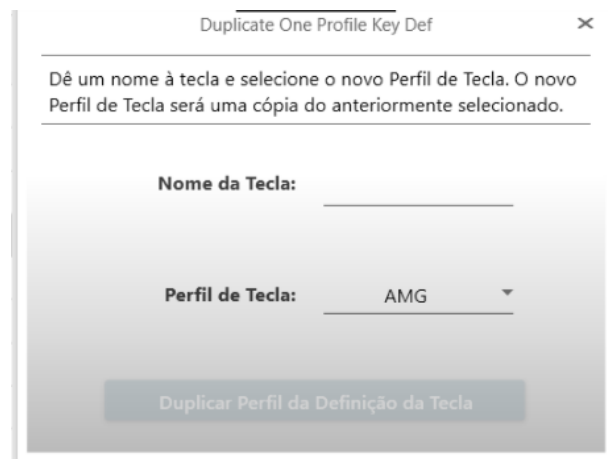 Duplicate One Profile Key Def
Dê um nome à tecla e selecione o novo Perfil de Tecla. O novo
Perfil de Tecla será uma cópia do anteriormente selecionado.
Nome da Tecla:
Perfil de Tecla: AMG
Duplicar Perfil da Definição da Tecla